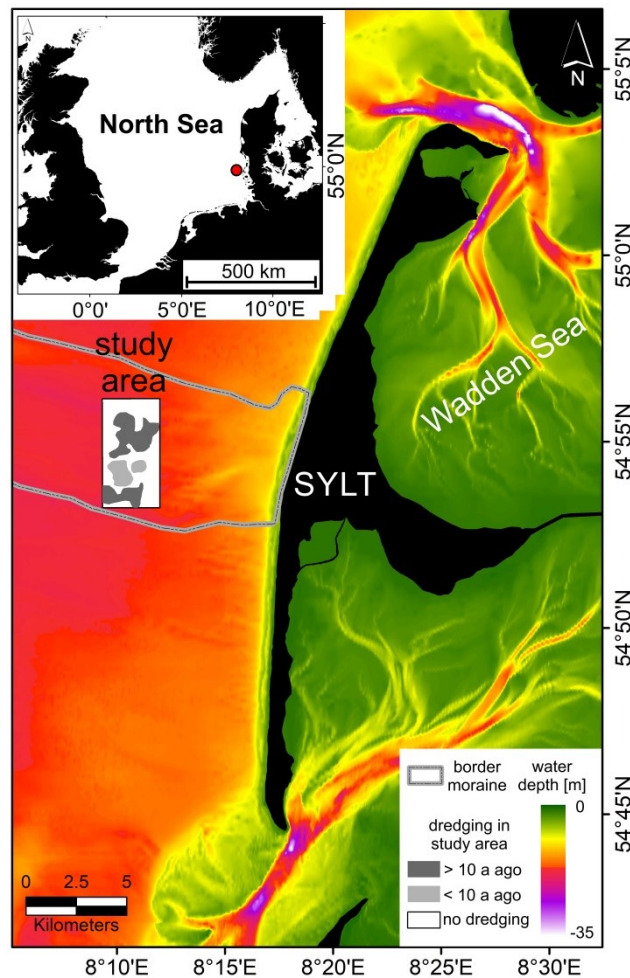 N
North Sea
500 km
0°0'
5°0'E
10°0'E
55°0'N
N
55°5'N
55°0'N
54°55'N
54°50'N
54°45'N
study
area
Wadden Sea
SYLT
border
moraine
water
depth [m]
0
-35
dredging in
study area
> 10 a ago
< 10 a ago
no dredging
0 2.5 5
Kilometers
8°10'E
8°15'E
8°20'E
8°25'E
8°30'E